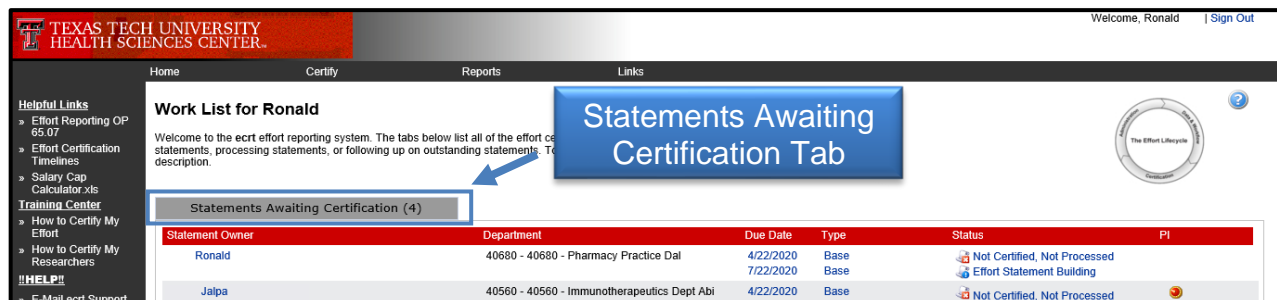 TEXAS TECH UNIVERSITY
HEALTH SCIENCES CENTER™
Welcome, Ronald | Sign Out
Home Certify Reports Links
Helpful Links
» Effort Reporting OP
65.07
» Effort Certification
Timelines
» Salary Cap
Calculator.xls
Training Center
» How to Certify My
Effort
» How to Certify My
Researchers
!!HELP!!
» E-Mail ecrt Support
Work List for Ronald
Welcome to the ecrt effort reporting system. The tabs below list all of the effort ce
statements, processing statements, or following up on outstanding statements. To
description.
Statements Awaiting
Certification Tab
The Effort Lifecycle
Certification
Statements Awaiting Certification (4)
Statement Owner Department Due Date Type Status PI
Ronald 40680 - 40680 - Pharmacy Practice Dal 4/22/2020 Base Not Certified, Not Processed
7/22/2020 Base Effort Statement Building
Jalpa 40560 - 40560 - Immunotherapeutics Dept Abi 4/22/2020 Base Not Certified, Not Processed